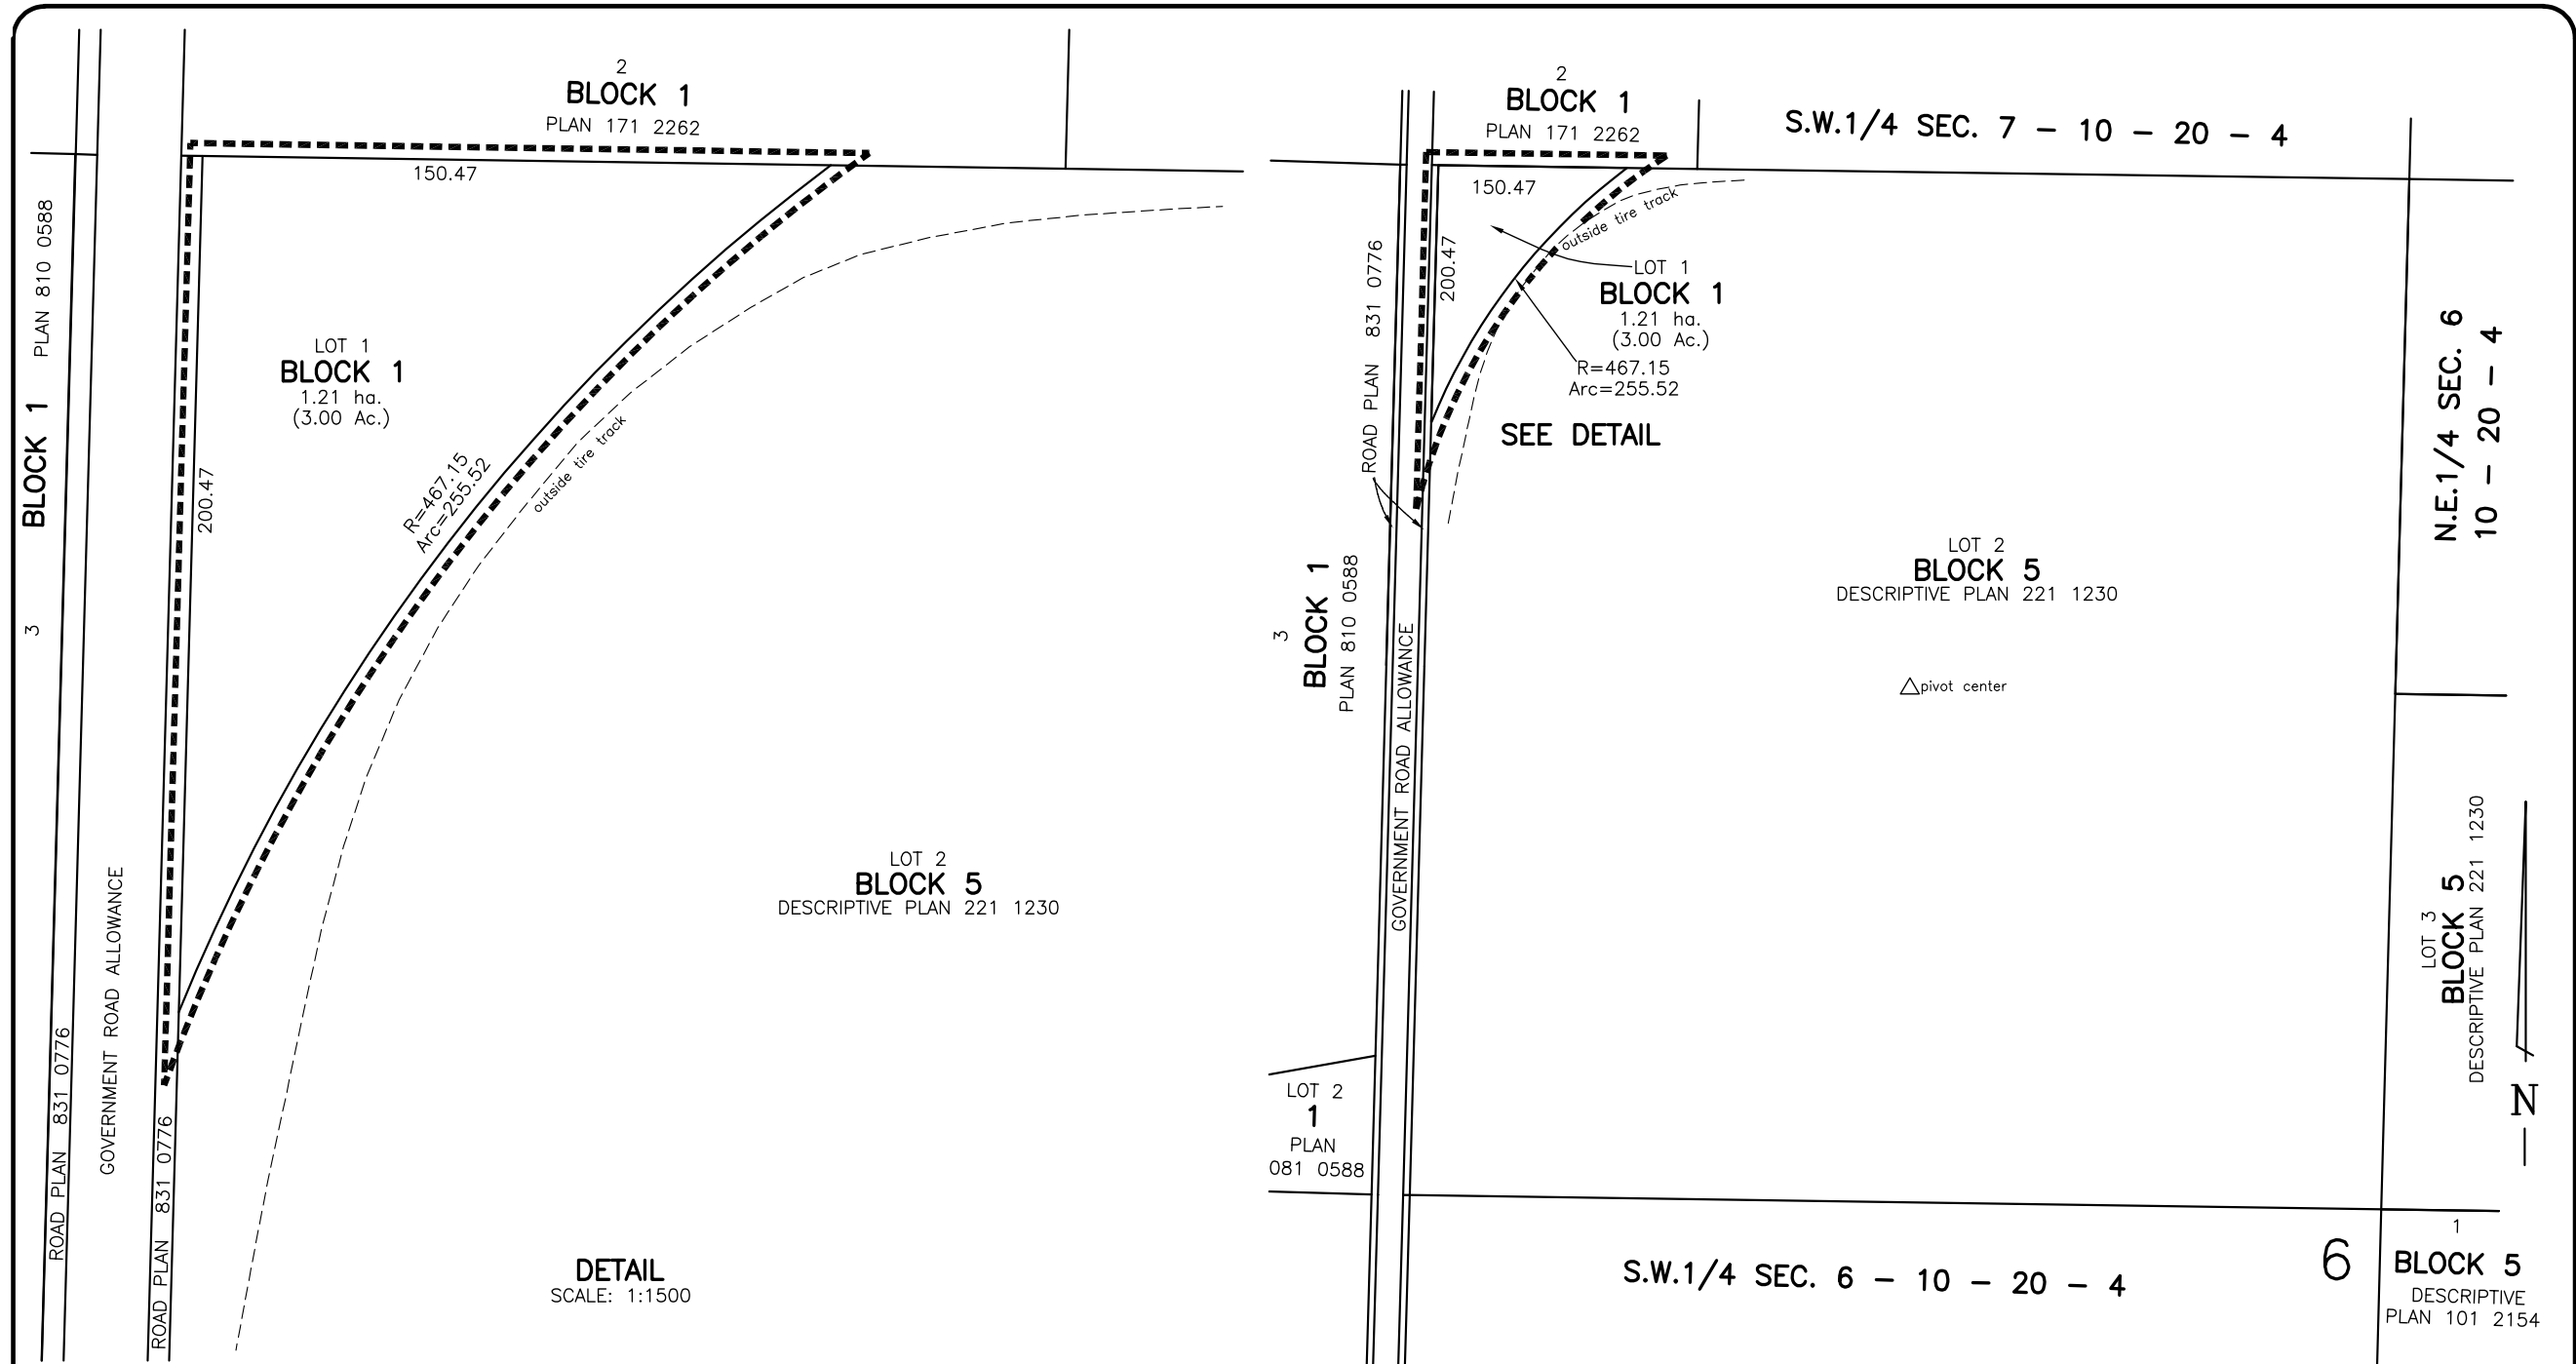 2
BLOCK 1
PLAN 171 2262
150.47
PLAN 810 0588
BLOCK 1
3
LOT 1
BLOCK 1
1.21 ha.
(3.00 Ac.)
200.47
R=467.15
Arc=255.52
outside tire track
LOT 2
BLOCK 5
DESCRIPTIVE PLAN 221 1230
GOVERNMENT ROAD ALLOWANCE
ROAD PLAN 831 0776
ROAD PLAN 831 0776
DETAIL
SCALE: 1:1500
2
BLOCK 1
PLAN 171 2262
S.W.1/4 SEC. 7 - 10 - 20 - 4
150.47
outside tire track
200.47
ROAD PLAN 831 0776
LOT 1
BLOCK 1
1.21 ha.
(3.00 Ac.)
R=467.15
Arc=255.52
SEE DETAIL
N.E.1/4 SEC. 6
10 - 20 - 4
LOT 2
BLOCK 5
DESCRIPTIVE PLAN 221 1230
3
BLOCK 1
PLAN 810 0588
GOVERNMENT ROAD ALLOWANCE
pivot center
LOT 3
BLOCK 5
DESCRIPTIVE PLAN 221 1230
N
LOT 2
1
PLAN
081 0588
S.W.1/4 SEC. 6 - 10 - 20 - 4
6
1
BLOCK 5
DESCRIPTIVE
PLAN 101 2154